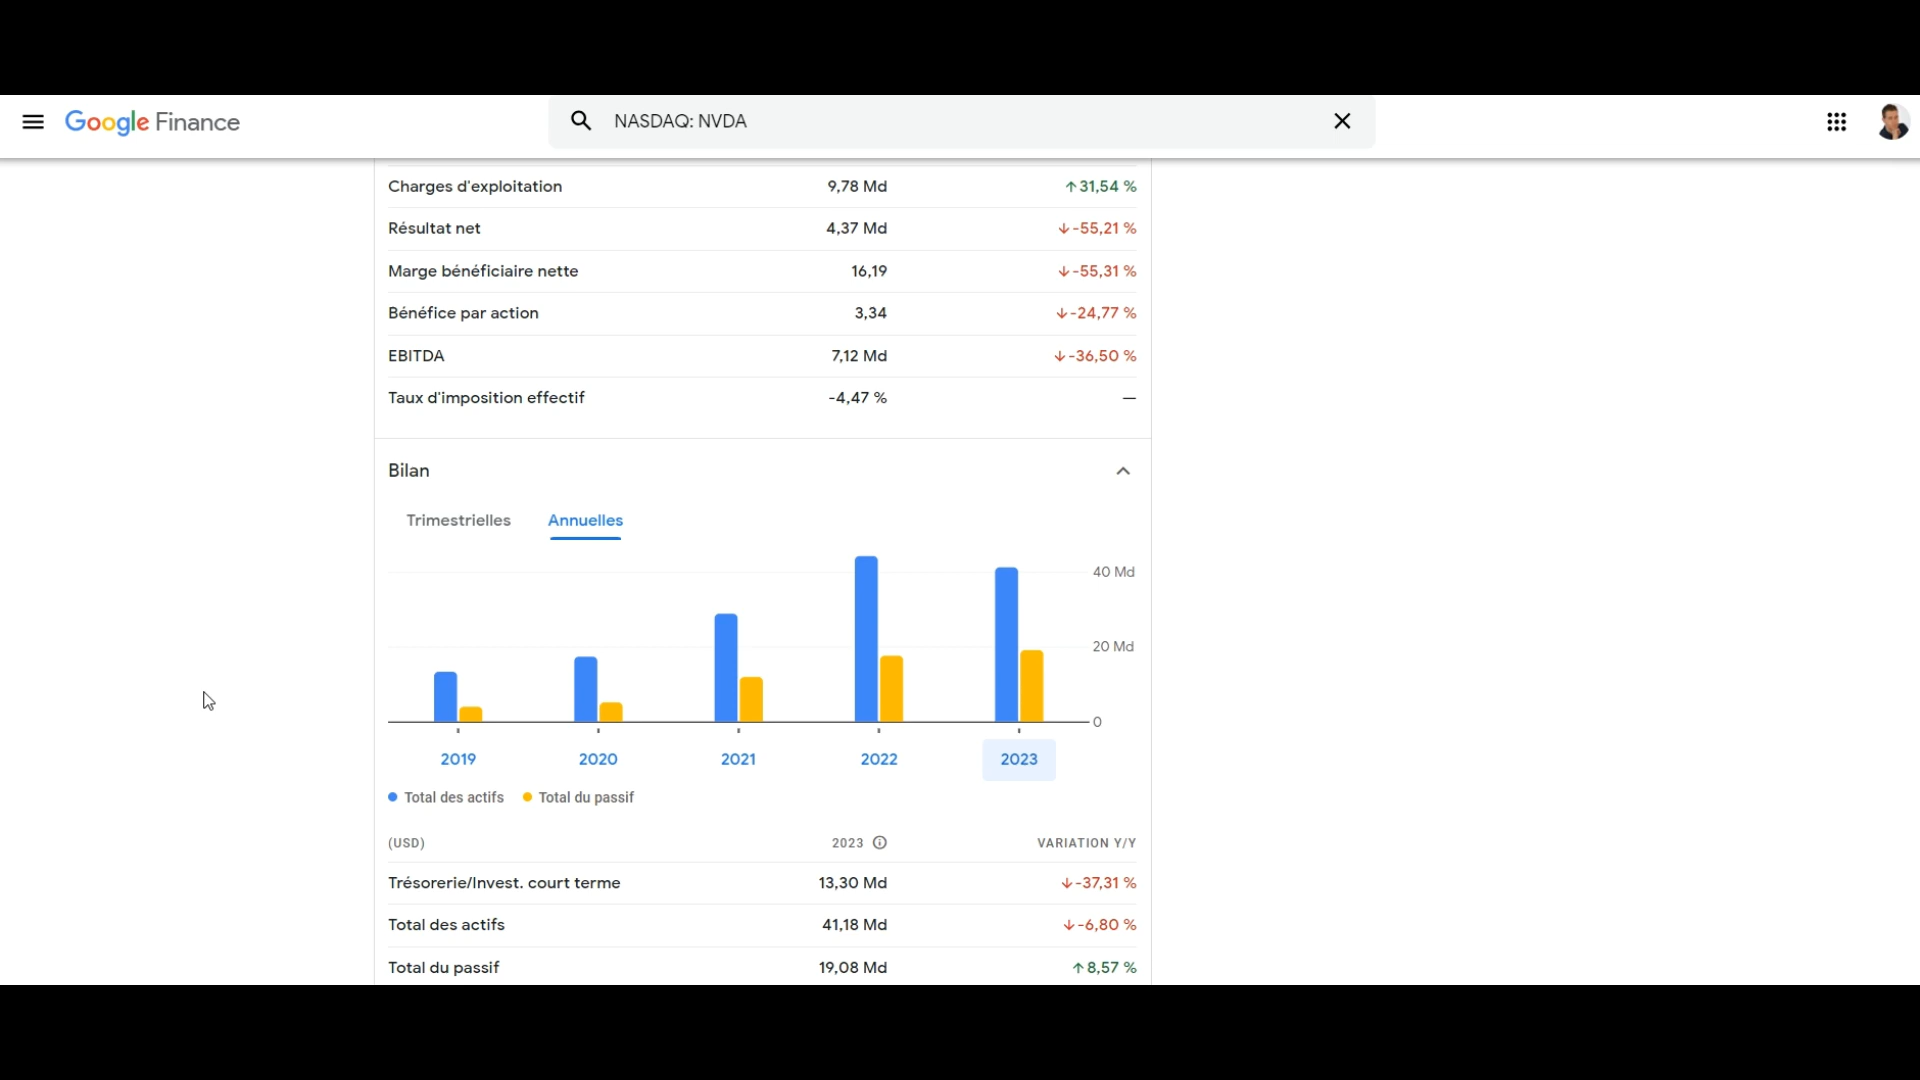 Google Finance
NASDAQ: NVDA
Charges d'exploitation 9,78 Md ↑31,54 %
Résultat net 4,37 Md ↓-55,21 %
Marge bénéficiaire nette 16,19 ↓-55,31 %
Bénéfice par action 3,34 ↓-24,77 %
EBITDA 7,12 Md ↓-36,50 %
Taux d'imposition effectif -4,47 % —
Bilan
Trimestrielles Annuelles
40 Md
20 Md
0
2019 2020 2021 2022 2023
Total des actifs Total du passif
(USD) 2023 VARIATION Y/Y
Trésorerie/Invest. court terme 13,30 Md ↓-37,31 %
Total des actifs 41,18 Md ↓-6,80 %
Total du passif 19,08 Md ↑8,57 %